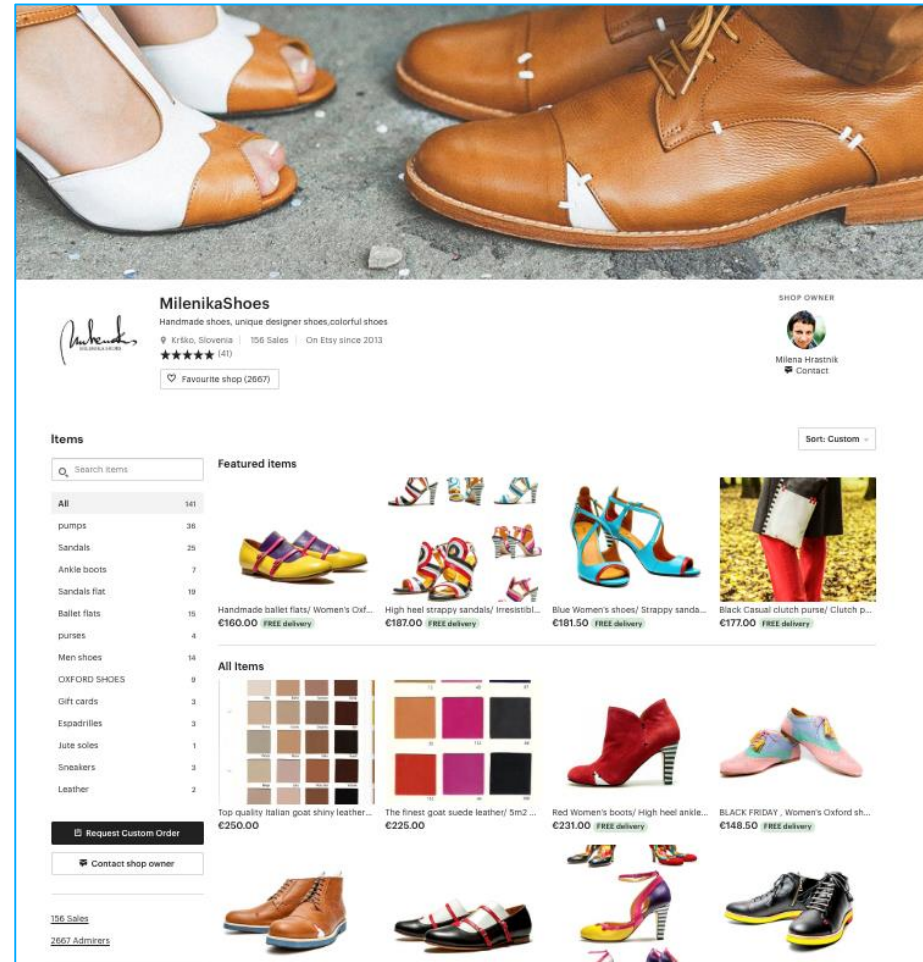 MilenikaShoes
Handmade shoes, unique designer shoes,colorful shoes
Krško, Slovenia | 156 Sales | On Etsy since 2013
(41)
Favourite shop (2667)
MILENIKA SHOES
SHOP OWNER
Milena Hrastnik
Contact
Items
Sort: Custom
Search items
All 141
pumps 36
Sandals 25
Ankle boots 7
Sandals flat 19
Ballet flats 15
purses 4
Men shoes 14
OXFORD SHOES 9
Gift cards 3
Espadrilles 3
Jute soles 1
Sneakers 3
Leather 2
Request Custom Order
Contact shop owner
156 Sales
2667 Admirers
Featured items
Handmade ballet flats/ Women's Oxf...
€160.00 FREE delivery
High heel strappy sandals/ Irresistibl...
€187.00 FREE delivery
Blue Women's shoes/ Strappy sanda...
€181.50 FREE delivery
Black Casual clutch purse/ Clutch p...
€177.00 FREE delivery
All Items
Top quality Italian goat shiny leather...
€250.00
The finest goat suede leather/ 5m2 ...
€225.00
Red Women's boots/ High heel ankle...
€231.00 FREE delivery
BLACK FRIDAY , Women's Oxford sh...
€148.50 FREE delivery